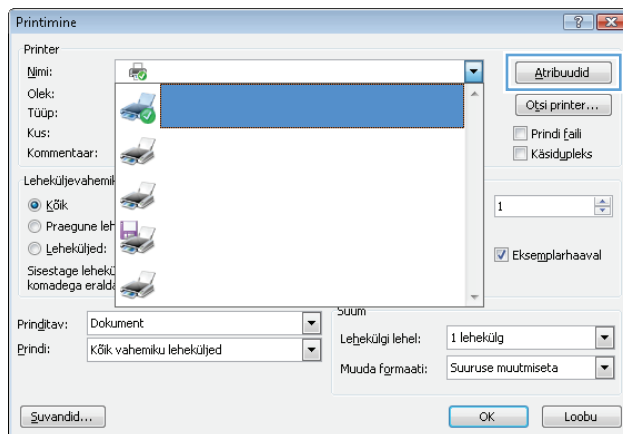 Printimine
Printer
Nimi:
Atribuudid
Olek:
Tüüp:
Otsi printer...
Kus:
Prindi faili
Kommentaar:
Käsidupleks
Leheküljevahemik
Kõik
1
Praegune leh
Leheküljed:
Eksemplarhaaval
Sisestage lehekü
komadega eralda
Suum
Prinditav: Dokument
Lehekülgi lehel: 1 lehekülg
Prindi: Kõik vahemiku leheküljed
Muuda formaati: Suuruse muutmiseta
Suvandid...
OK
Loobu